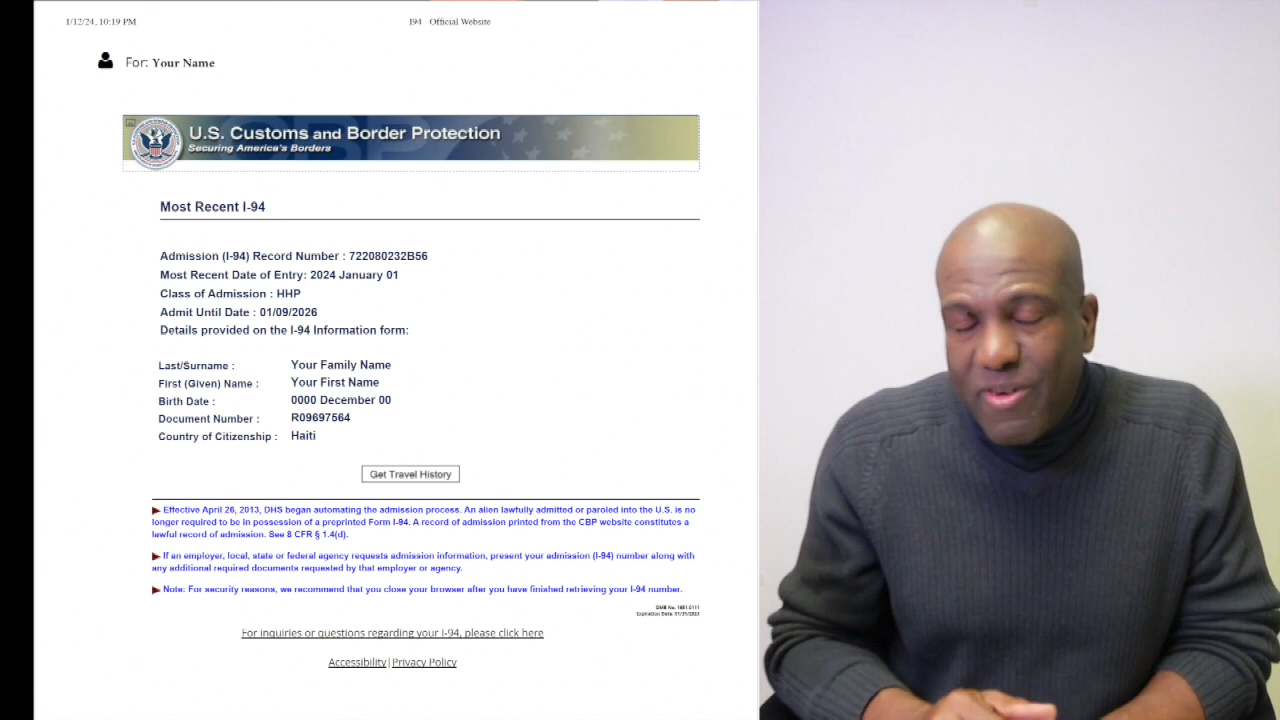 1/12/24, 10:19 PM
I94 - Official Website
For: Your Name
U.S. Customs and Border Protection
Securing America's Borders
Most Recent I-94
Admission (I-94) Record Number : 722080232B56
Most Recent Date of Entry: 2024 January 01
Class of Admission : HHP
Admit Until Date : 01/09/2026
Details provided on the I-94 Information form:
Last/Surname : Your Family Name
First (Given) Name : Your First Name
Birth Date : 0000 December 00
Document Number : R09697564
Country of Citizenship : Haiti
Get Travel History
Effective April 26, 2013, DHS began automating the admission process. An alien lawfully admitted or paroled into the U.S. is no
longer required to be in possession of a preprinted Form I-94. A record of admission printed from the CBP website constitutes a
lawful record of admission. See 8 CFR § 1.4(d).
If an employer, local, state or federal agency requests admission information, present your admission (I-94) number along with
any additional required documents requested by that employer or agency.
Note: For security reasons, we recommend that you close your browser after you have finished retrieving your I-94 number.
OMB No. 1651-0111
Expiration Date: 01/31/2024
For inquiries or questions regarding your I-94, please click here
Accessibility | Privacy Policy